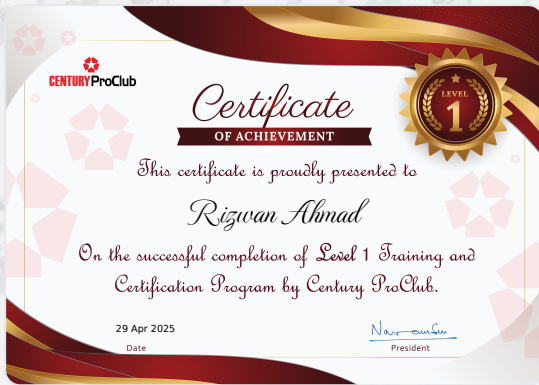 CENTURY ProClub
LEVEL
1
Certificate
OF ACHIEVEMENT
This certificate is proudly presented to
Rizwan Ahmad
On the successful completion of Level 1 Training and
Certification Program by Century ProClub.
29 Apr 2025
Date
President